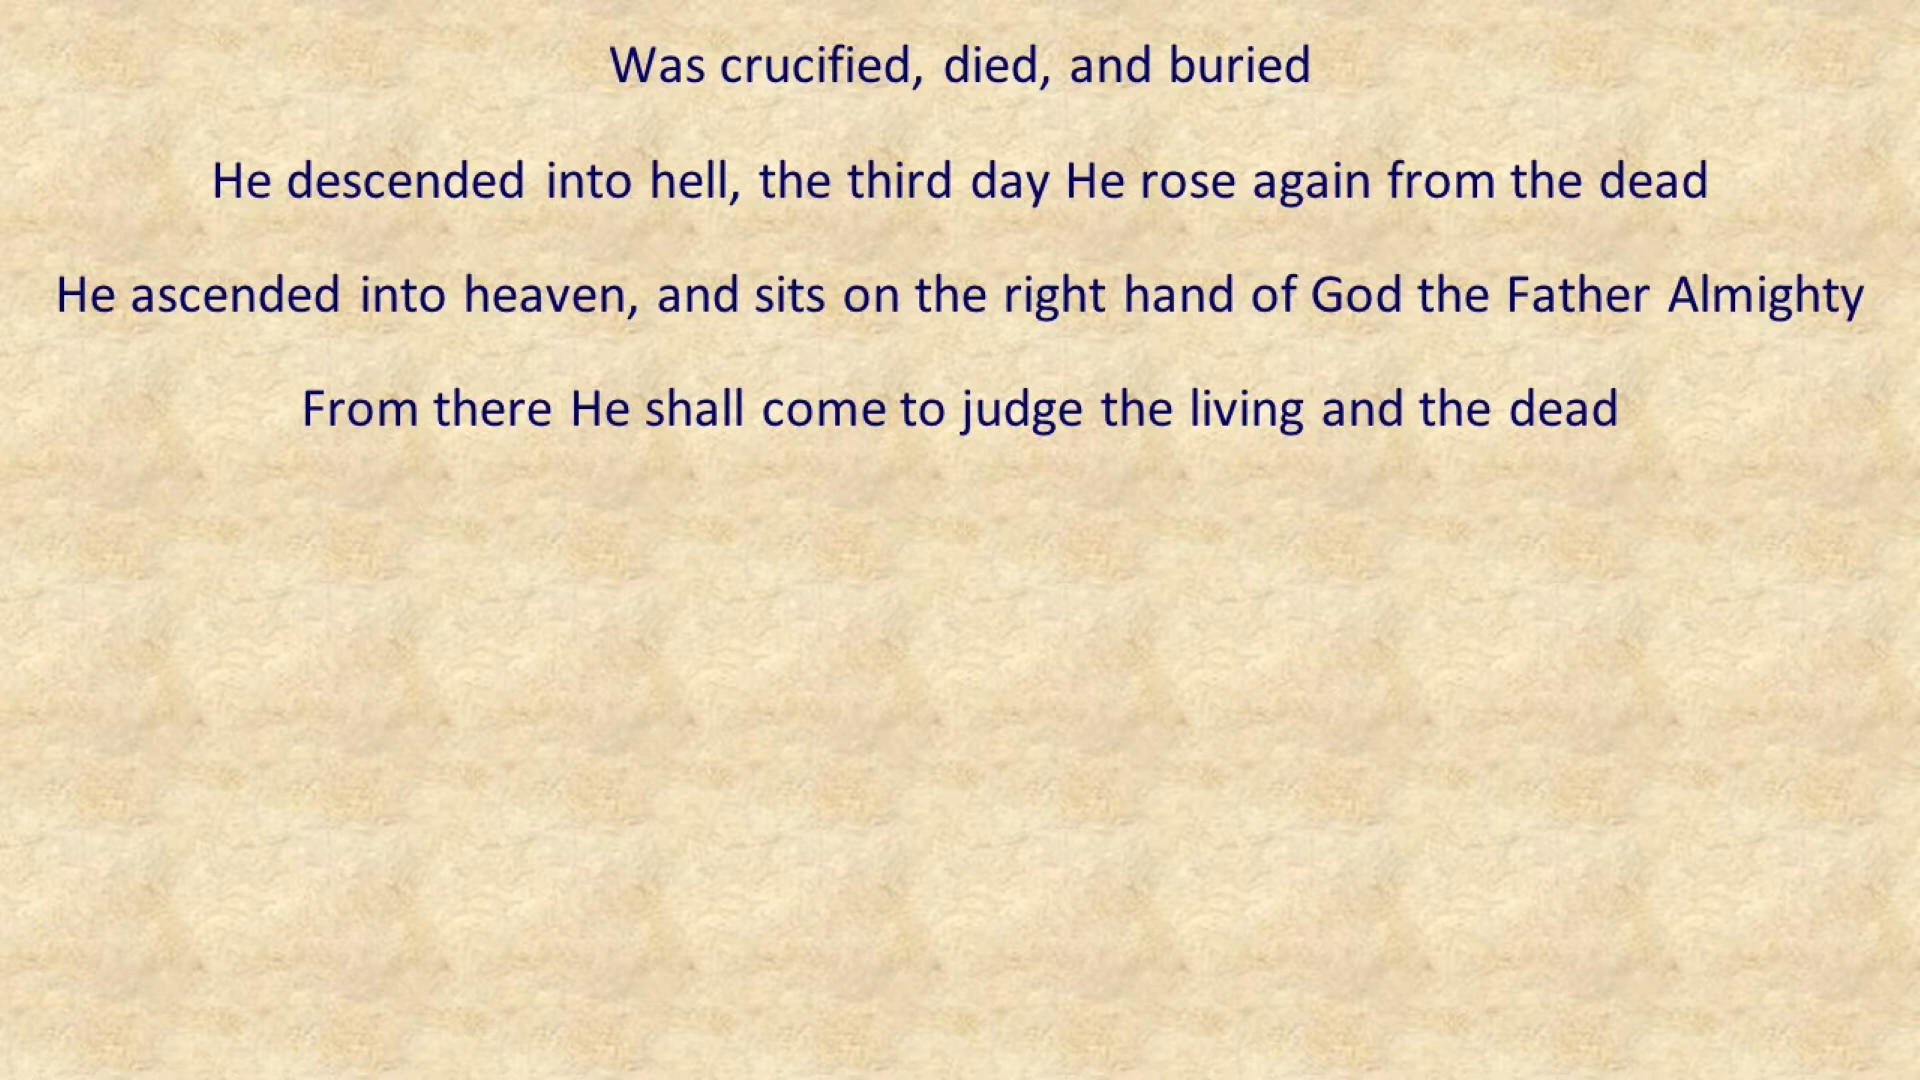 Was crucified, died, and buried
He descended into hell, the third day He rose again from the dead
He ascended into heaven, and sits on the right hand of God the Father Almighty
From there He shall come to judge the living and the dead